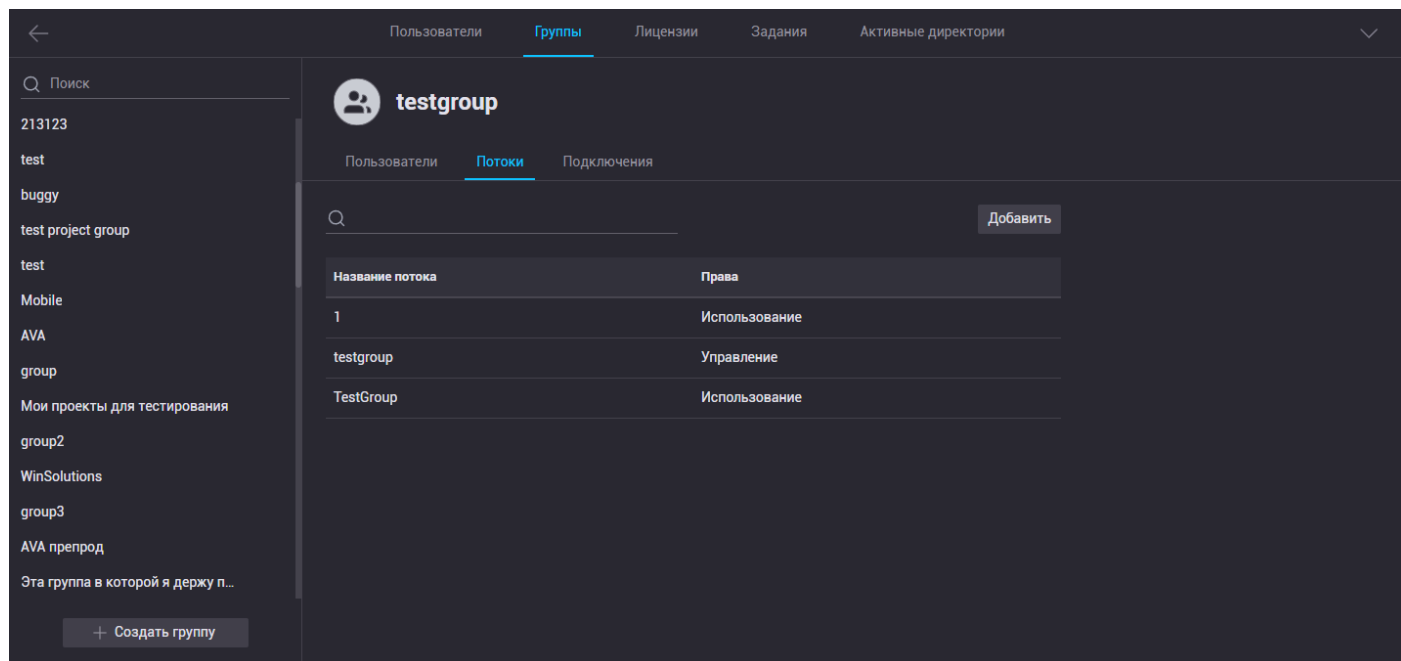 Пользователи Группы Лицензии Задания Активные директории
Поиск
213123
test
buggy
test project group
test
Mobile
AVA
group
Мои проекты для тестирования
group2
WinSolutions
group3
AVA препрод
Эта группа в которой я держу п...
Создать группу
testgroup
Пользователи Потоки Подключения
Добавить
Название потока Права
1 Использование
testgroup Управление
TestGroup Использование